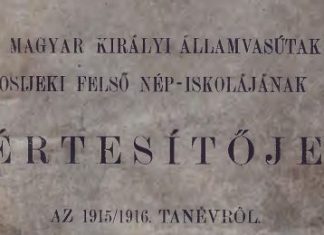 MAGYAR KIRÁLYI ÁLLAMVASÚTAK
OSIJEKI FELSŐ NÉP-ISKOLÁJÁNAK
ÉRTESÍTŐJE
AZ 1915/1916. TANÉVRŐL.